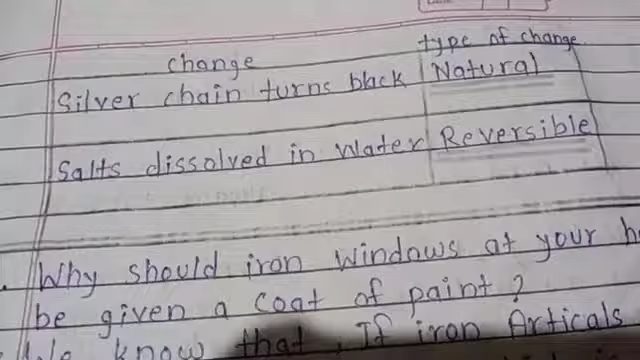 change type of change
Silver chain turns black Natural
Salts dissolved in water Reversible
Why should iron windows at your
be given a coat of paint?
know that, If iron Articals